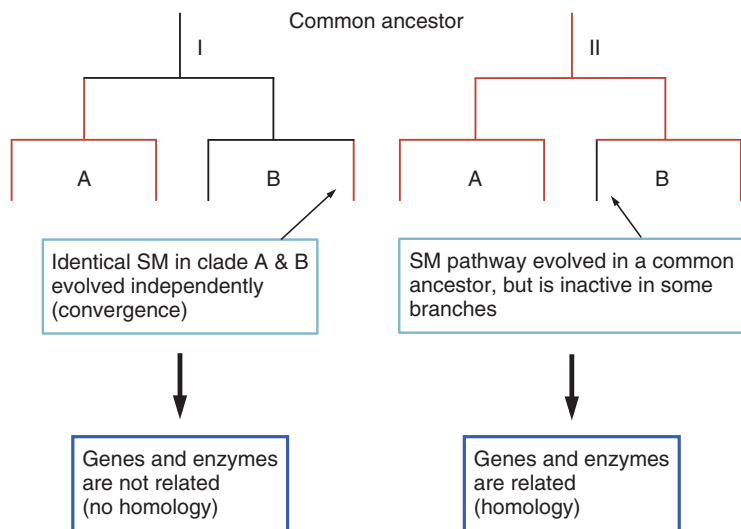 Common ancestor
I
II
A
B
A
B
Identical SM in clade A & B
evolved independently
(convergence)
SM pathway evolved in a common
ancestor, but is inactive in some
branches
Genes and enzymes
are not related
(no homology)
Genes and enzymes
are related
(homology)